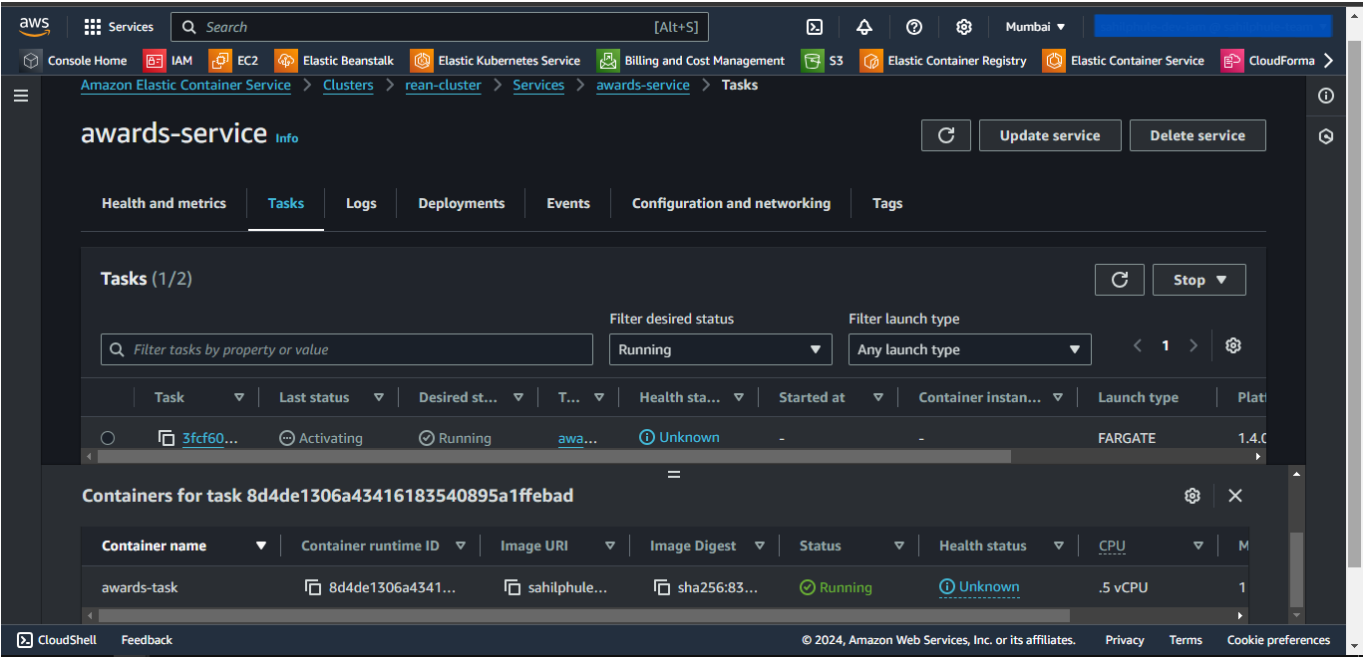 aws Services Search [Alt+S] Mumbai
Console Home IAM EC2 Elastic Beanstalk Elastic Kubernetes Service Billing and Cost Management S3 Elastic Container Registry Elastic Container Service CloudForma
Amazon Elastic Container Service > Clusters > rean-cluster > Services > awards-service > Tasks
awards-service Info Update service Delete service
Health and metrics Tasks Logs Deployments Events Configuration and networking Tags
Tasks (1/2) Stop
Filter desired status Filter launch type
Filter tasks by property or value Running Any launch type 1
Task Last status Desired st... T... Health sta... Started at Container instan... Launch type Plat
3fcf60... Activating Running awa... Unknown - - FARGATE 1.4.0
Containers for task 8d4de1306a43416183540895a1ffebad
Container name Container runtime ID Image URI Image Digest Status Health status CPU M
awards-task 8d4de1306a4341... sahilphule... sha256:83... Running Unknown .5 vCPU 1
CloudShell Feedback © 2024, Amazon Web Services, Inc. or its affiliates. Privacy Terms Cookie preferences